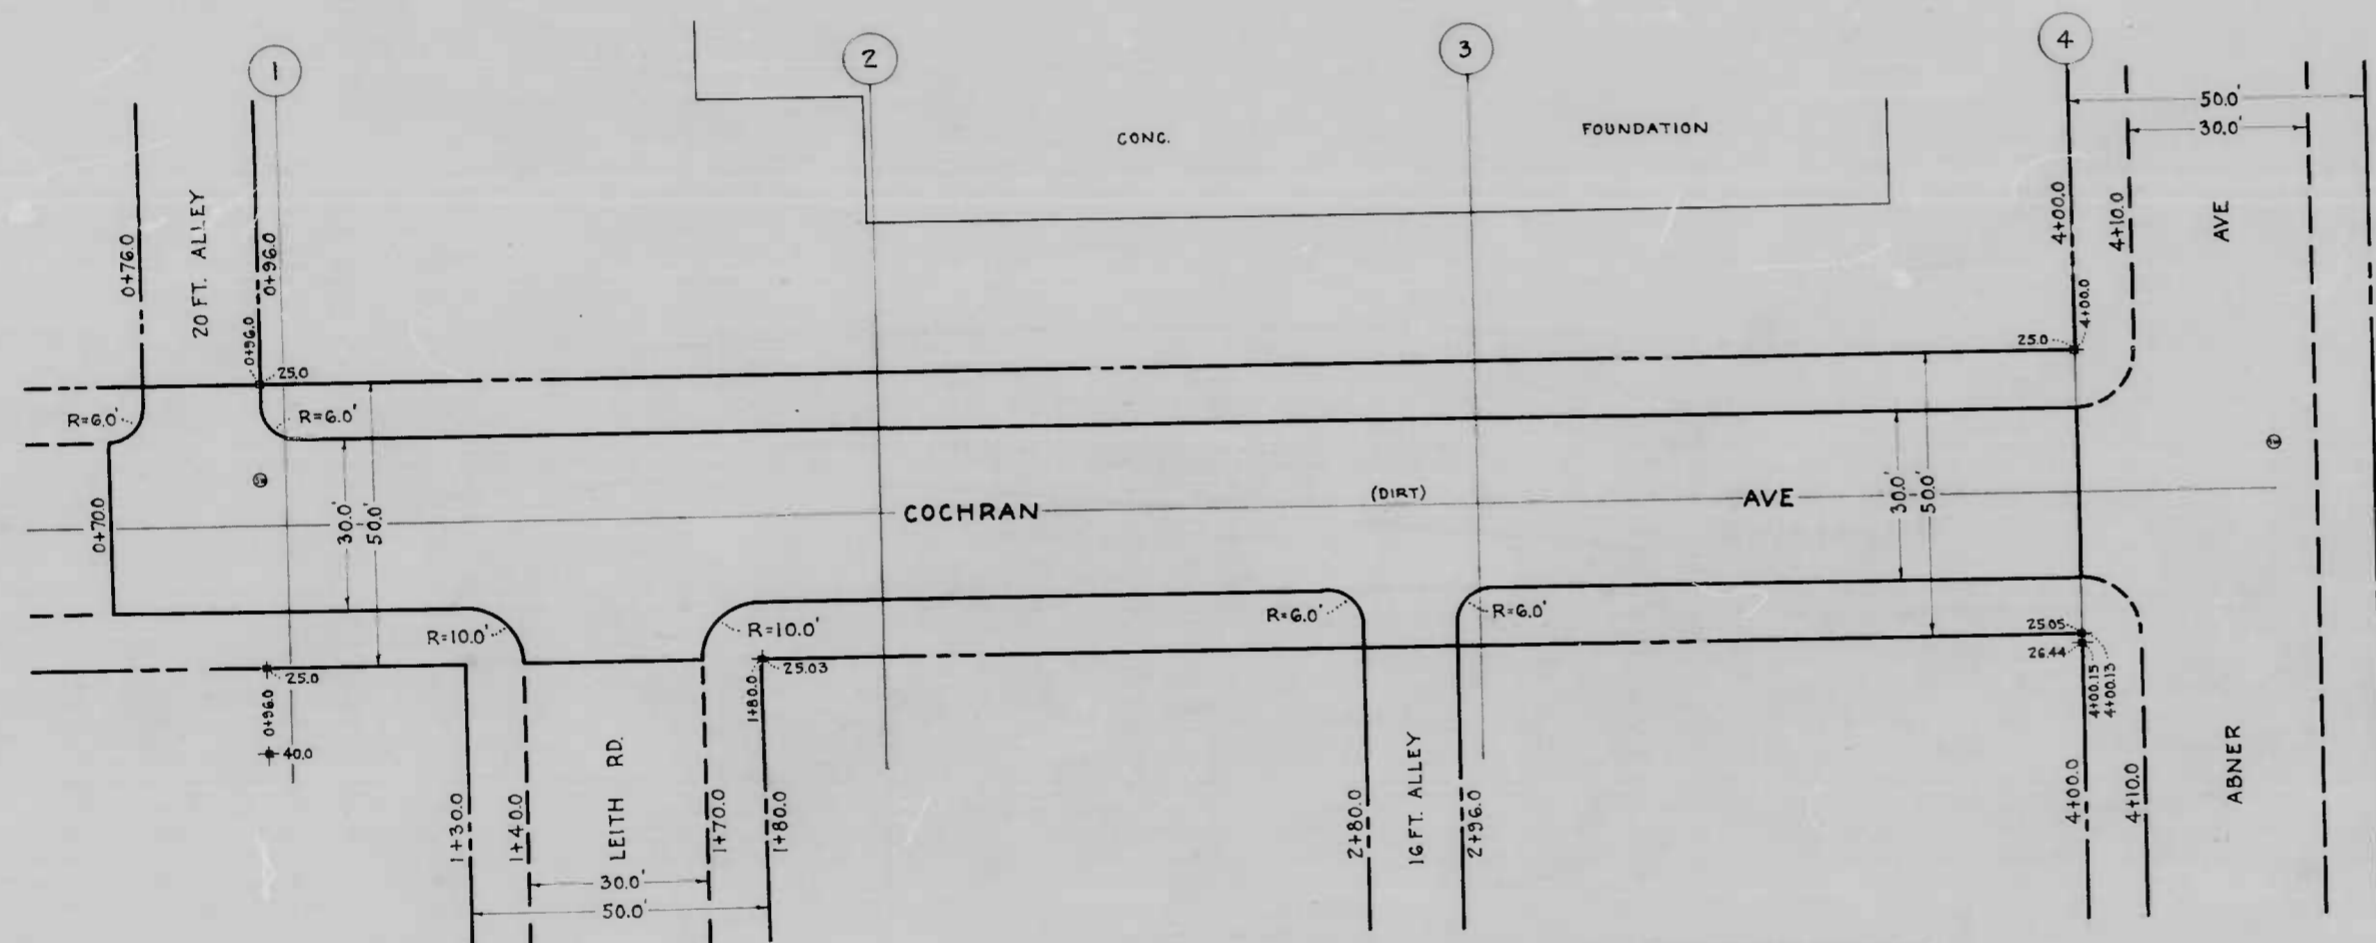 1
2
3
4
CONC.
FOUNDATION
50.0'
30.0'
0+76.0
20 FT. ALLEY
0+96.0
0+96.0
25.0
4+00.0
4+10.0
AVE
25.0
4+00.0
R=6.0'
R=6.0'
0+70.0
30.0'
50.0'
COCHRAN
(DIRT)
AVE
30.0'
50.0'
R=10.0'
R=10.0'
R=6.0'
R=6.0'
25.0
0+96.0
40.0
1+80.0
25.03
25.05
26.44
4+00.15
4+00.13
1+30.0
1+40.0
LEITH RD.
1+70.0
1+80.0
2+80.0
16 FT. ALLEY
2+96.0
4+00.0
4+10.0
ABNER
30.0'
50.0'